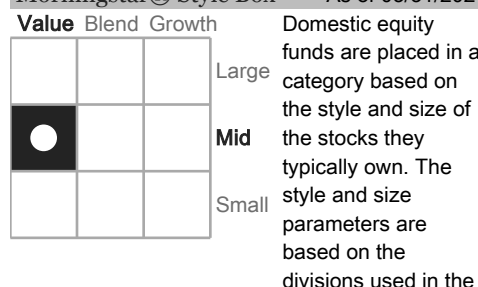 Value Blend Growth
Large
Mid
Small
Domestic equity
funds are placed in a
category based on
the style and size of
the stocks they
typically own. The
style and size
parameters are
based on the
divisions used in the